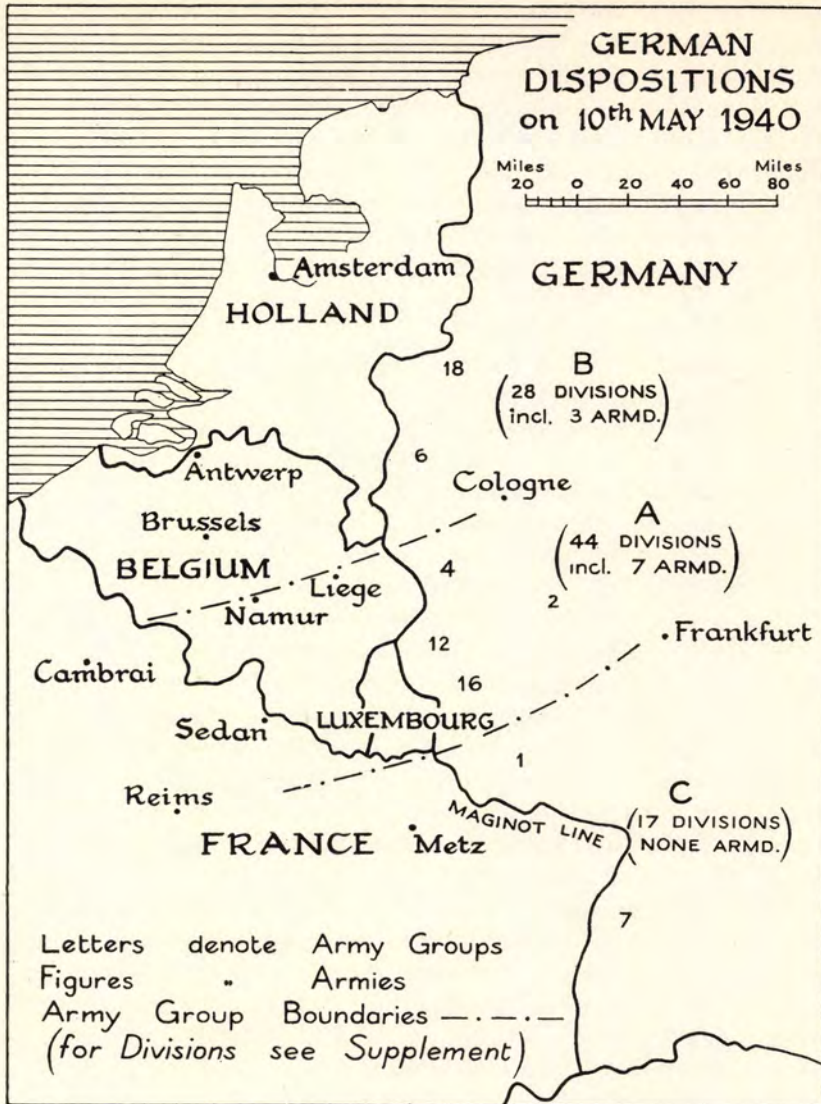 GERMAN
DISPOSITIONS
on 10th MAY 1940
Miles Miles
20 0 20 40 60 80
Amsterdam
GERMANY
HOLLAND
18
B
(28 DIVISIONS
incl. 3 ARMD.)
6
Antwerp
Cologne
Brussels
A
(44 DIVISIONS
incl. 7 ARMD.)
BELGIUM
Liege
4
2
Namur
Frankfurt
12
Cambrai
16
Sedan
LUXEMBOURG
1
Reims
C
(17 DIVISIONS
NONE ARMD.)
MAGINOT LINE
FRANCE
Metz
7
Letters denote Army Groups
Figures " Armies
Army Group Boundaries —·—·—
(for Divisions see Supplement)